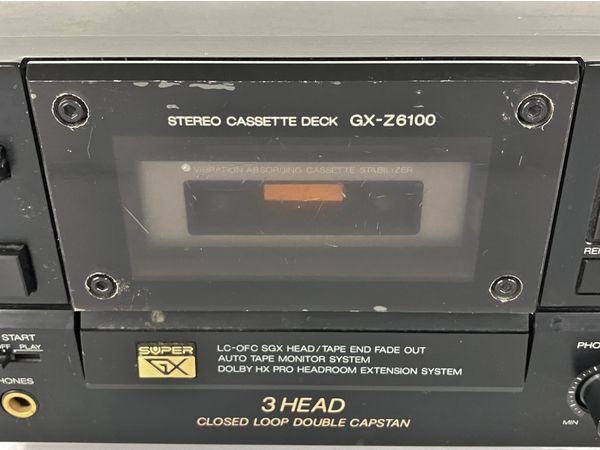 STEREO CASSETTE DECK GX-Z6100
VIBRATION ABSORBING CASSETTE STABILIZER
START
OFF PLAY
PHONES
SUPER
GX
LC-OFC SGX HEAD/TAPE END FADE OUT
AUTO TAPE MONITOR SYSTEM
DOLBY HX PRO HEADROOM EXTENSION SYSTEM
3 HEAD
CLOSED LOOP DOUBLE CAPSTAN
MIN